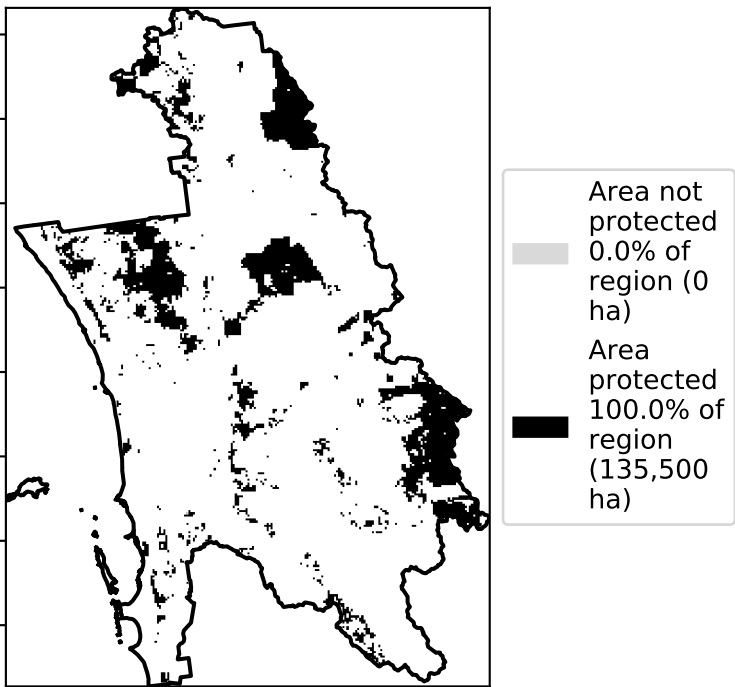 Area not
protected
0.0% of
region (0
ha)
Area
protected
100.0% of
region
(135,500
ha)